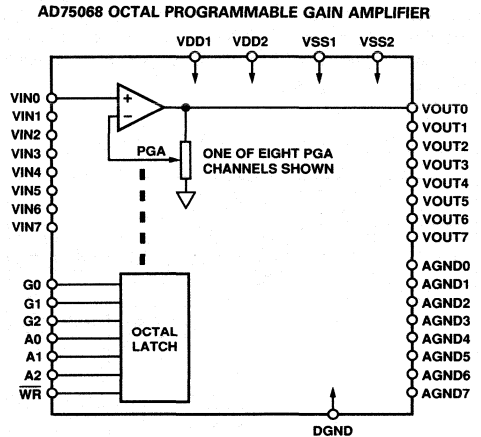 AD75068 OCTAL PROGRAMMABLE GAIN AMPLIFIER
VDD1 VDD2 VSS1 VSS2
VIN0
VIN1
VIN2
VIN3
VIN4
VIN5
VIN6
VIN7
+
−
PGA
ONE OF EIGHT PGA
CHANNELS SHOWN
VOUT0
VOUT1
VOUT2
VOUT3
VOUT4
VOUT5
VOUT6
VOUT7
G0
G1
G2
A0
A1
A2
WR
OCTAL
LATCH
AGND0
AGND1
AGND2
AGND3
AGND4
AGND5
AGND6
AGND7
DGND